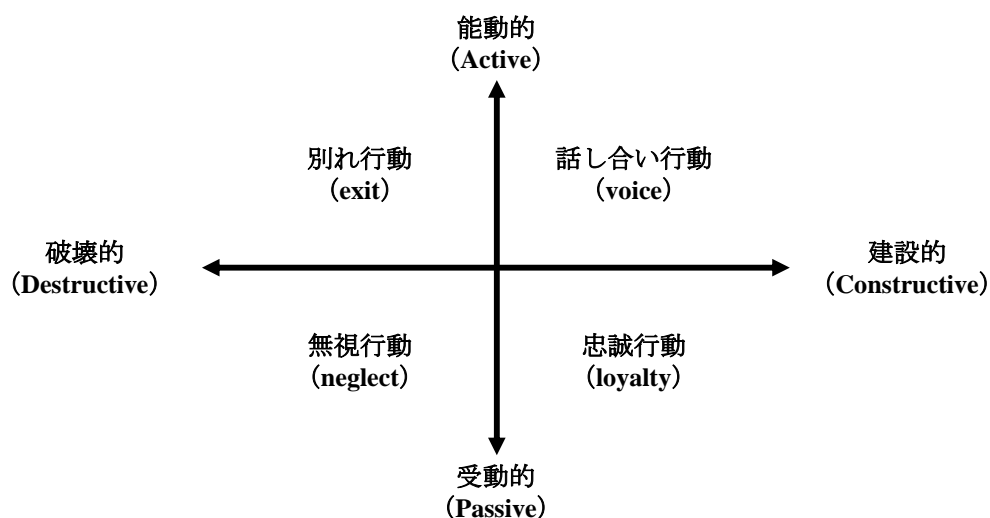 能動的
（Active）
別れ行動
（exit）
話し合い行動
（voice）
破壊的
（Destructive）
建設的
（Constructive）
無視行動
（neglect）
忠誠行動
（loyalty）
受動的
（Passive）